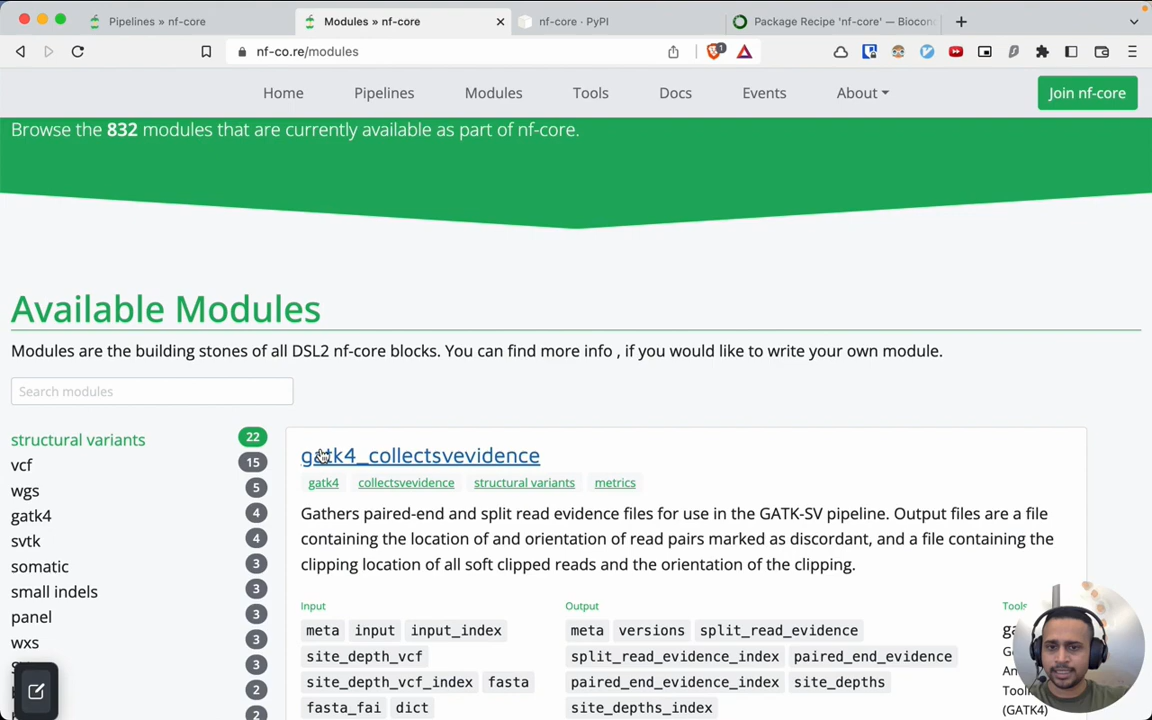 Pipelines » nf-core
Modules » nf-core
nf-core · PyPI
Package Recipe 'nf-core' — Biocon
nf-co.re/modules
1
Home
Pipelines
Modules
Tools
Docs
Events
About
Join nf-core
Browse the 832 modules that are currently available as part of nf-core.
Available Modules
Modules are the building stones of all DSL2 nf-core blocks. You can find more info , if you would like to write your own module.
Search modules
structural variants 22
vcf 15
wgs 5
gatk4 4
svtk 4
somatic 3
small indels 3
panel 3
wxs 3
3
2
2
gatk4_collectsvevidence
gatk4 collectsvevidence structural variants metrics
Gathers paired-end and split read evidence files for use in the GATK-SV pipeline. Output files are a file
containing the location of and orientation of read pairs marked as discordant, and a file containing the
clipping location of all soft clipped reads and the orientation of the clipping.
Input
meta input input_index
site_depth_vcf
site_depth_vcf_index fasta
fasta_fai dict
Output
meta versions split_read_evidence
split_read_evidence_index paired_end_evidence
paired_end_evidence_index site_depths
site_depths_index
Tools
(GATK4)